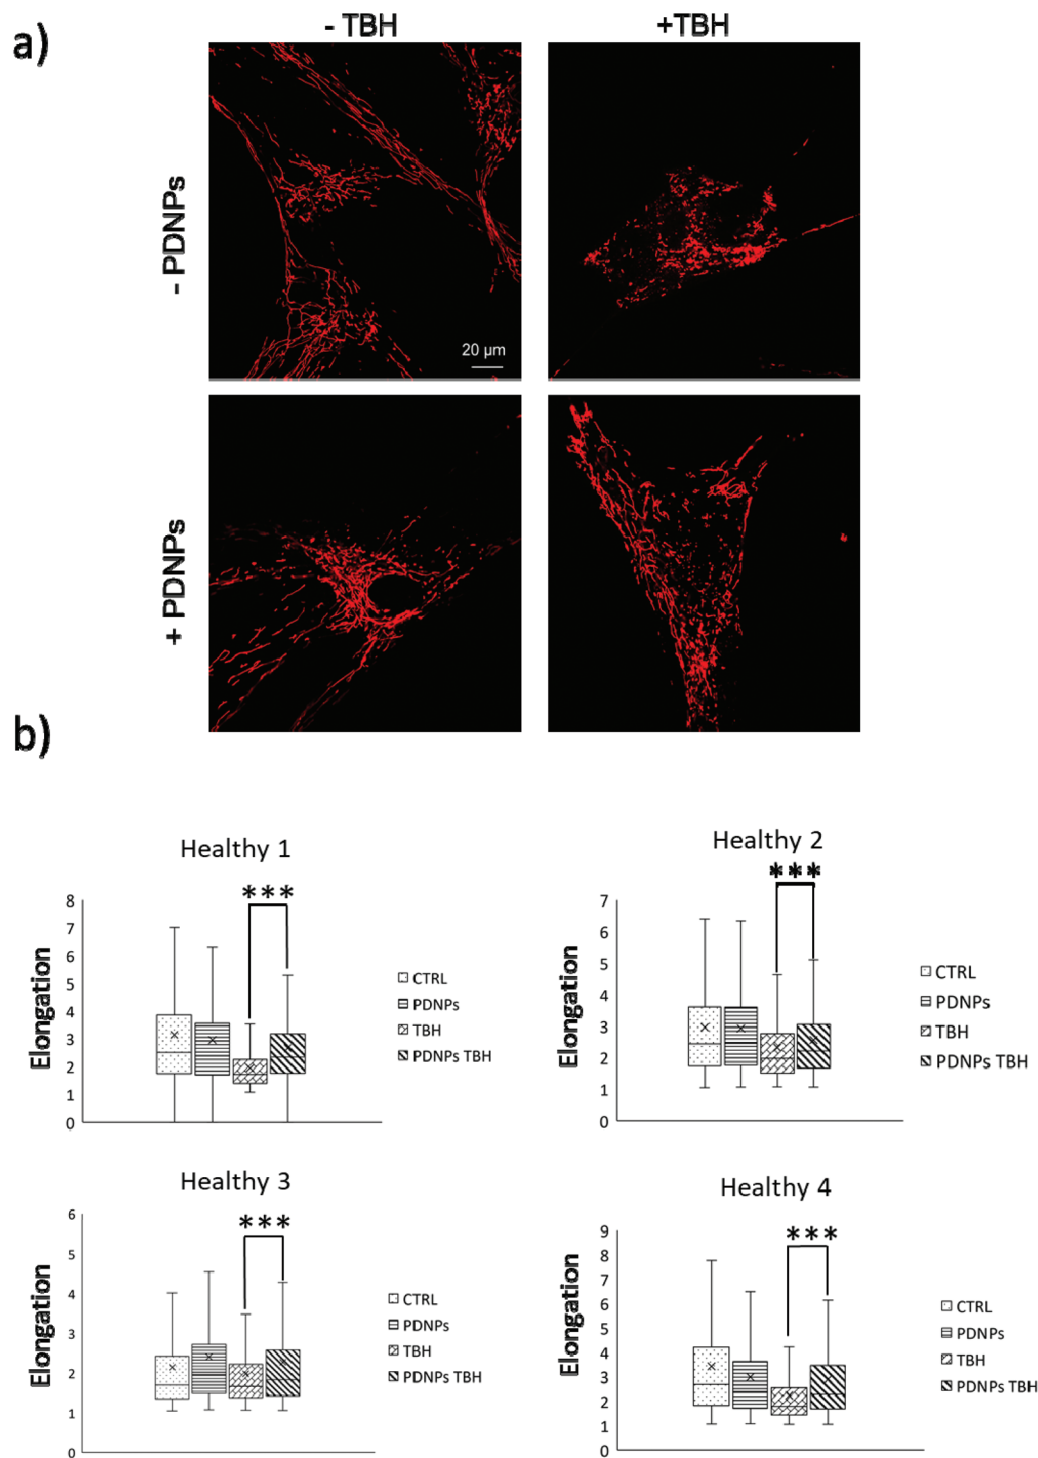 a)
- TBH
+TBH
- PDNPs
20 µm
+ PDNPs
b)
Healthy 1
***
Elongation
8
7
6
5
4
3
2
1
0
CTRL
PDNPs
TBH
PDNPs TBH
Healthy 2
***
Elongation
7
6
5
4
3
2
1
0
CTRL
PDNPs
TBH
PDNPs TBH
Healthy 3
***
Elongation
6
5
4
3
2
1
0
CTRL
PDNPs
TBH
PDNPs TBH
Healthy 4
***
Elongation
9
8
7
6
5
4
3
2
1
0
CTRL
PDNPs
TBH
PDNPs TBH